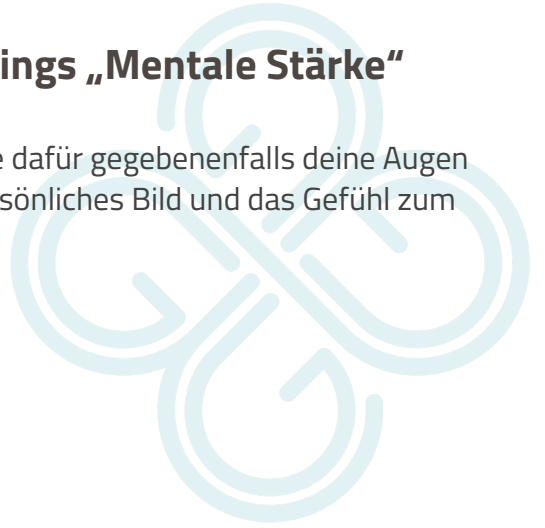 ings „Mentale Stärke“
e dafür gegebenenfalls deine Augen
sönliches Bild und das Gefühl zum